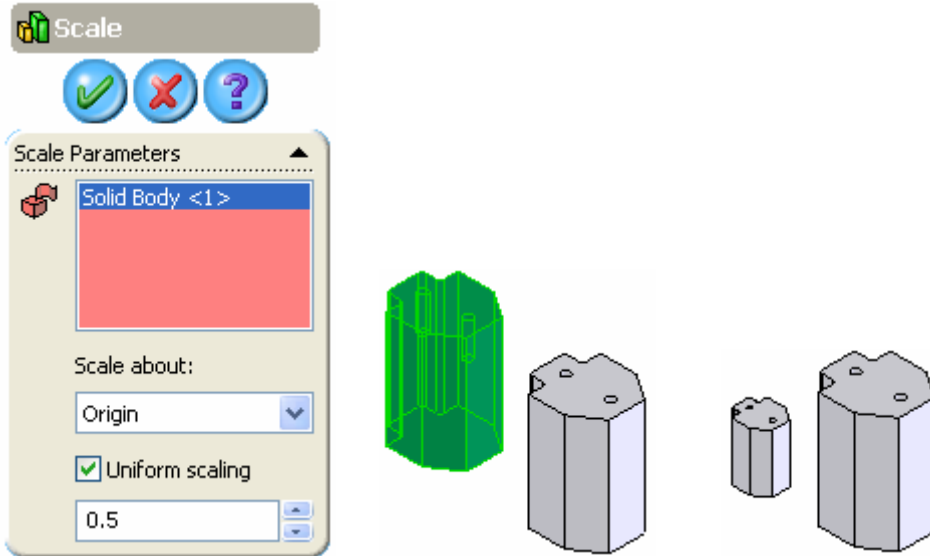 Scale
?
Scale Parameters
Solid Body <1>
Scale about:
Origin
Uniform scaling
0.5